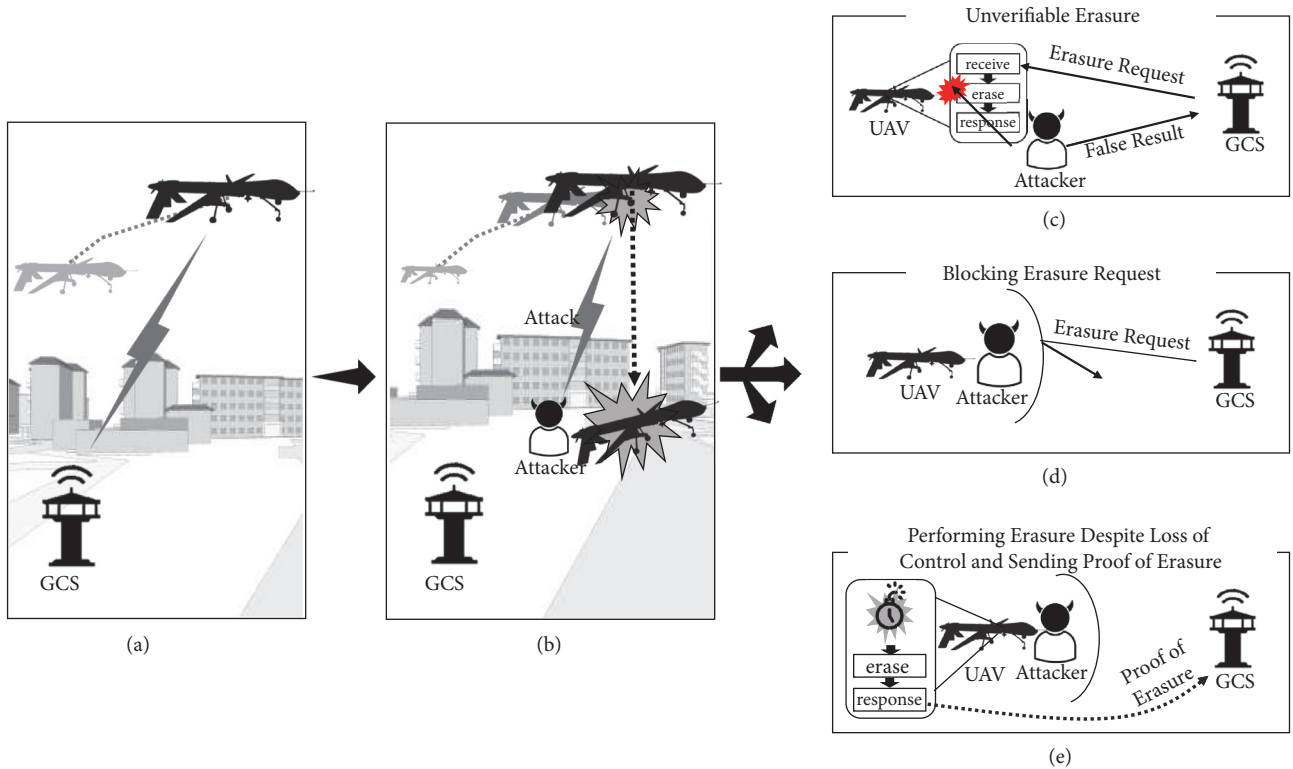 GCS
(a)
Attack
Attacker
GCS
(b)
Unverifiable Erasure
receive
erase
response
UAV
Erasure Request
False Result
Attacker
GCS
(c)
Blocking Erasure Request
Erasure Request
UAV
Attacker
GCS
(d)
Performing Erasure Despite Loss of
Control and Sending Proof of Erasure
erase
response
UAV
Attacker
Proof of
Erasure
GCS
(e)